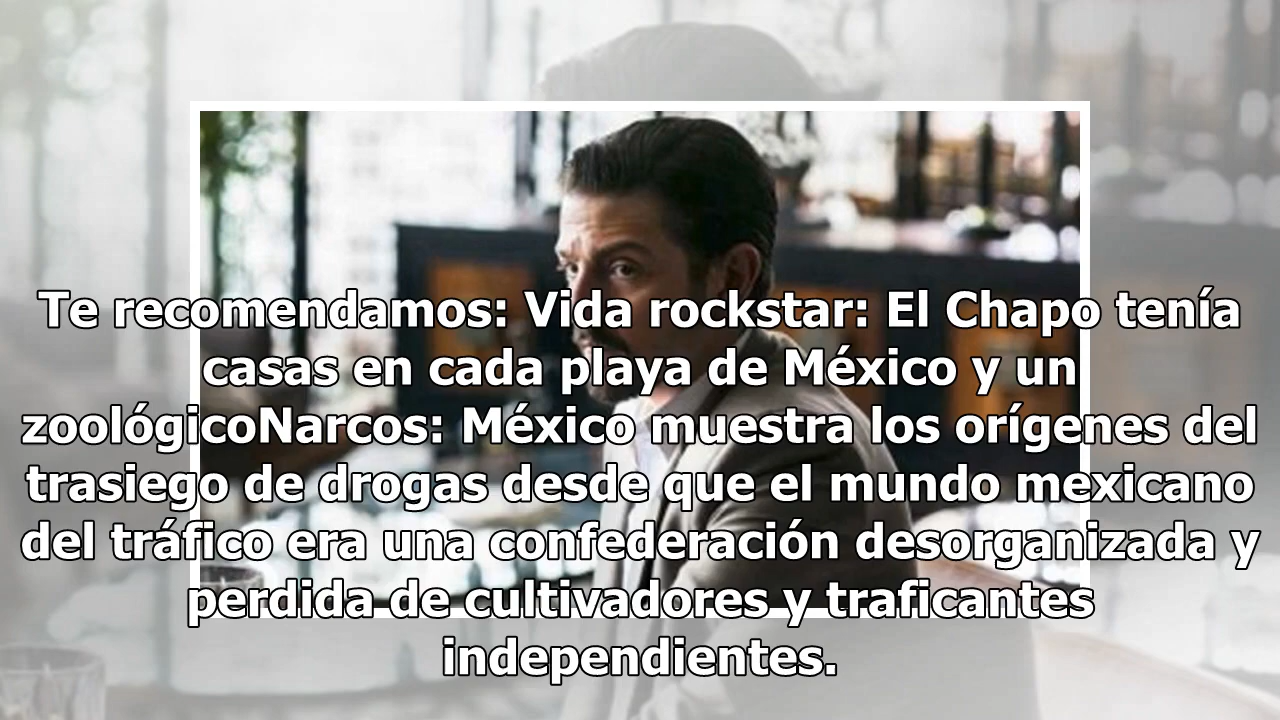 Te recomendamos: Vida rockstar: El Chapo tenía
casas en cada playa de México y un
zoológicoNarcos: México muestra los orígenes del
trasiego de drogas desde que el mundo mexicano
del tráfico era una confederación desorganizada y
perdida de cultivadores y traficantes
independientes.